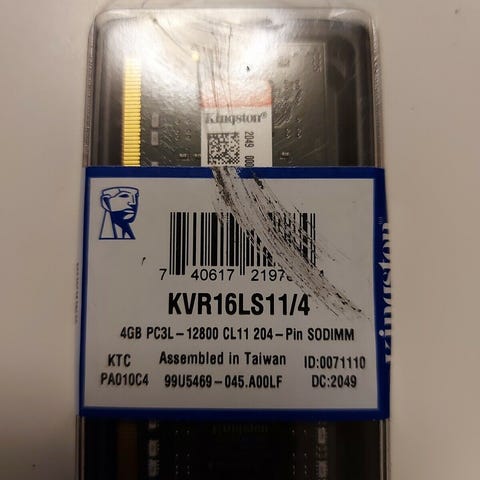 Kingston®
2049
7 40617 2197
KVR16LS11/4
4GB PC3L-12800 CL11 204-Pin SODIMM
KTC Assembled in Taiwan ID:0071110
PA010C4 99U5469-045.A00LF DC:2049
Kingston
Kingston